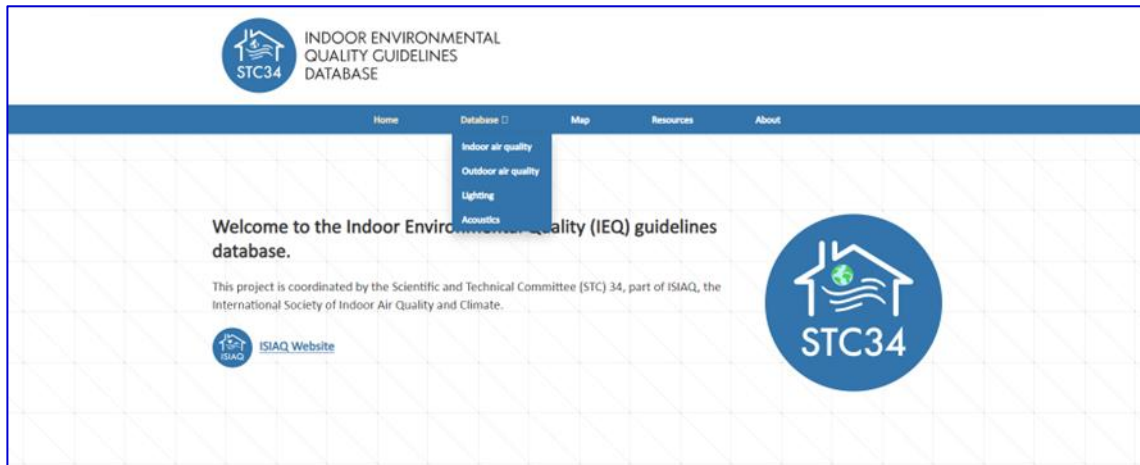 STC34
INDOOR ENVIRONMENTAL
QUALITY GUIDELINES
DATABASE
Home Database Map Resources About
Indoor air quality
Outdoor air quality
Lighting
Acoustics
Welcome to the Indoor Environmental Quality (IEQ) guidelines
database.
This project is coordinated by the Scientific and Technical Committee (STC) 34, part of ISIAQ, the
International Society of Indoor Air Quality and Climate.
ISIAQ
ISIAQ Website
STC34